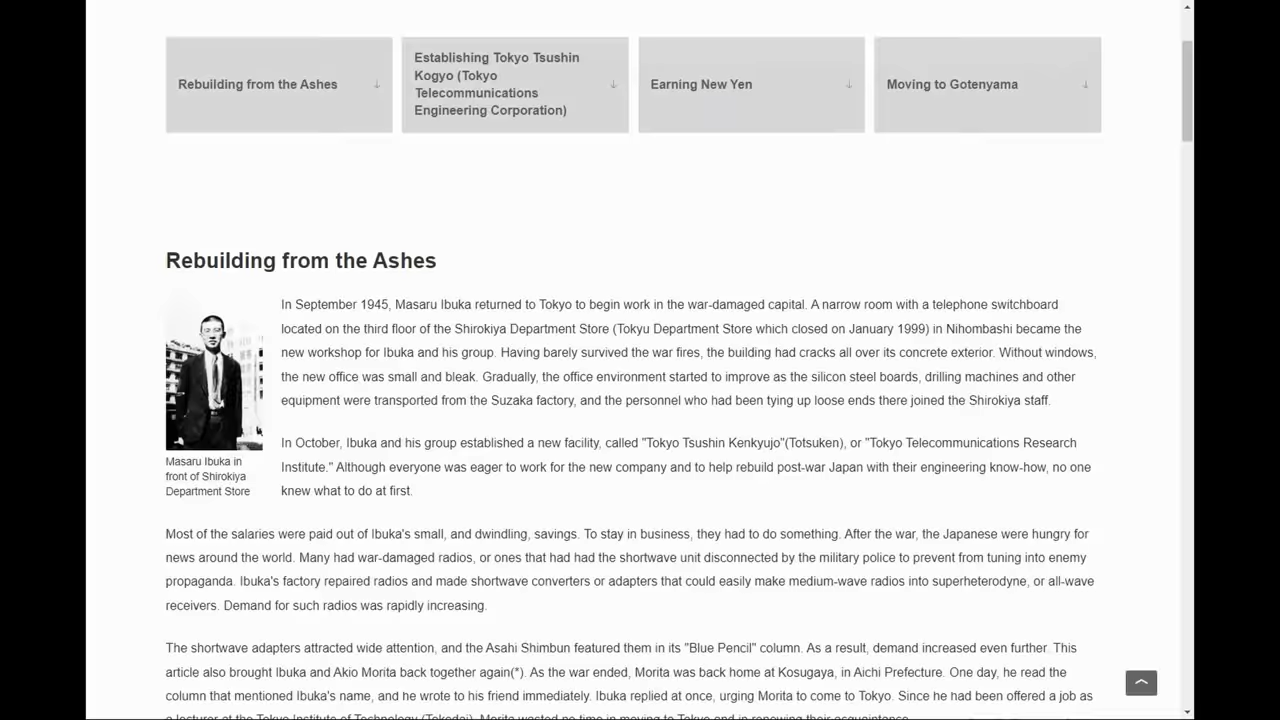 Rebuilding from the Ashes ↓
Establishing Tokyo Tsushin
Kogyo (Tokyo
Telecommunications
Engineering Corporation) ↓
Earning New Yen ↓
Moving to Gotenyama ↓
Rebuilding from the Ashes
In September 1945, Masaru Ibuka returned to Tokyo to begin work in the war-damaged capital. A narrow room with a telephone switchboard
located on the third floor of the Shirokiya Department Store (Tokyu Department Store which closed on January 1999) in Nihombashi became the
new workshop for Ibuka and his group. Having barely survived the war fires, the building had cracks all over its concrete exterior. Without windows,
the new office was small and bleak. Gradually, the office environment started to improve as the silicon steel boards, drilling machines and other
equipment were transported from the Suzaka factory, and the personnel who had been tying up loose ends there joined the Shirokiya staff.
In October, Ibuka and his group established a new facility, called "Tokyo Tsushin Kenkyujo"(Totsuken), or "Tokyo Telecommunications Research
Institute." Although everyone was eager to work for the new company and to help rebuild post-war Japan with their engineering know-how, no one
knew what to do at first.
Masaru Ibuka in
front of Shirokiya
Department Store
Most of the salaries were paid out of Ibuka's small, and dwindling, savings. To stay in business, they had to do something. After the war, the Japanese were hungry for
news around the world. Many had war-damaged radios, or ones that had had the shortwave unit disconnected by the military police to prevent from tuning into enemy
propaganda. Ibuka's factory repaired radios and made shortwave converters or adapters that could easily make medium-wave radios into superheterodyne, or all-wave
receivers. Demand for such radios was rapidly increasing.
The shortwave adapters attracted wide attention, and the Asahi Shimbun featured them in its "Blue Pencil" column. As a result, demand increased even further. This
article also brought Ibuka and Akio Morita back together again(*). As the war ended, Morita was back home at Kosugaya, in Aichi Prefecture. One day, he read the
column that mentioned Ibuka's name, and he wrote to his friend immediately. Ibuka replied at once, urging Morita to come to Tokyo. Since he had been offered a job as
a lecturer at the Tokyo Institute of Technology (Tokodai), Morita wasted no time in moving to Tokyo and in renewing their acquaintance.